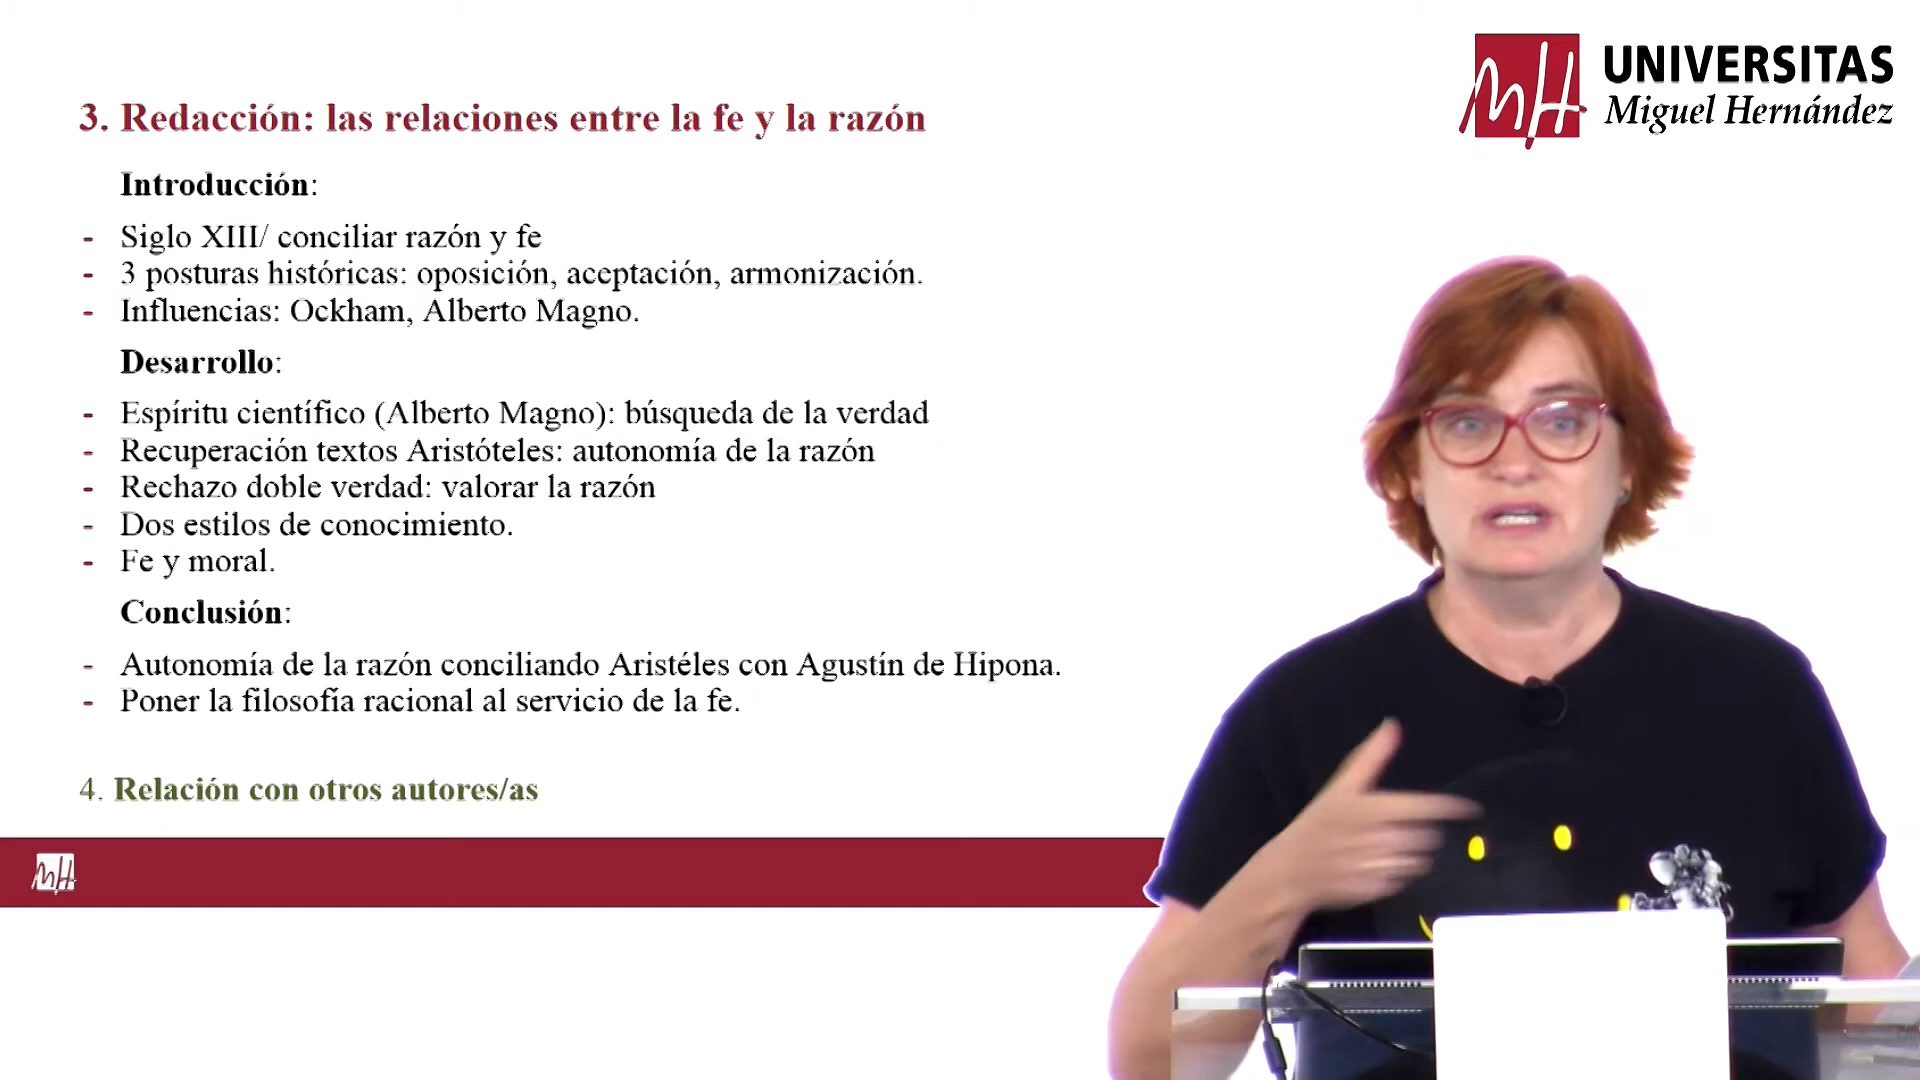 UNIVERSITAS
Miguel Hernández
3. Redacción: las relaciones entre la fe y la razón
Introducción:
- Siglo XIII/ conciliar razón y fe
- 3 posturas históricas: oposición, aceptación, armonización.
- Influencias: Ockham, Alberto Magno.
Desarrollo:
- Espíritu científico (Alberto Magno): búsqueda de la verdad
- Recuperación textos Aristóteles: autonomía de la razón
- Rechazo doble verdad: valorar la razón
- Dos estilos de conocimiento.
- Fe y moral.
Conclusión:
- Autonomía de la razón conciliando Aristéles con Agustín de Hipona.
- Poner la filosofía racional al servicio de la fe.
4. Relación con otros autores/as